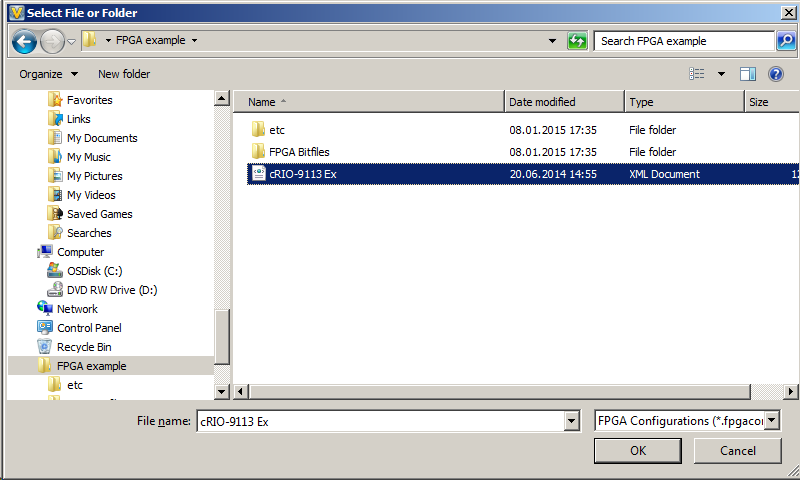 Select File or Folder
FPGA example
Search FPGA example
Organize
New folder
Favorites
Links
My Documents
My Music
My Pictures
My Videos
Saved Games
Searches
Computer
OSDisk (C:)
DVD RW Drive (D:)
Network
Control Panel
Recycle Bin
FPGA example
etc
Name Date modified Type Size
etc 08.01.2015 17:35 File folder
FPGA Bitfiles 08.01.2015 17:35 File folder
cRIO-9113 Ex 20.06.2014 14:55 XML Document 12
File name: cRIO-9113 Ex FPGA Configurations (*.fpgacon
OK Cancel